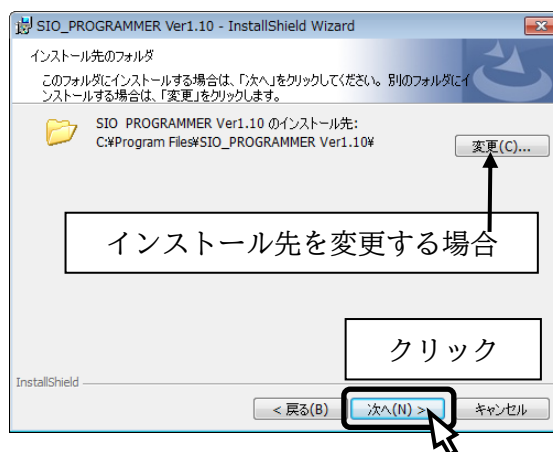 SIO_PROGRAMMER Ver1.10 - InstallShield Wizard
インストール先のフォルダ
このフォルダにインストールする場合は、「次へ」をクリックしてください。別のフォルダにイ
ンストールする場合は、「変更」をクリックします。
SIO PROGRAMMER Ver1.10 のインストール先:
C:¥Program Files¥SIO_PROGRAMMER Ver1.10¥
変更(C)...
インストール先を変更する場合
クリック
InstallShield
< 戻る(B)
次へ(N) >
キャンセル